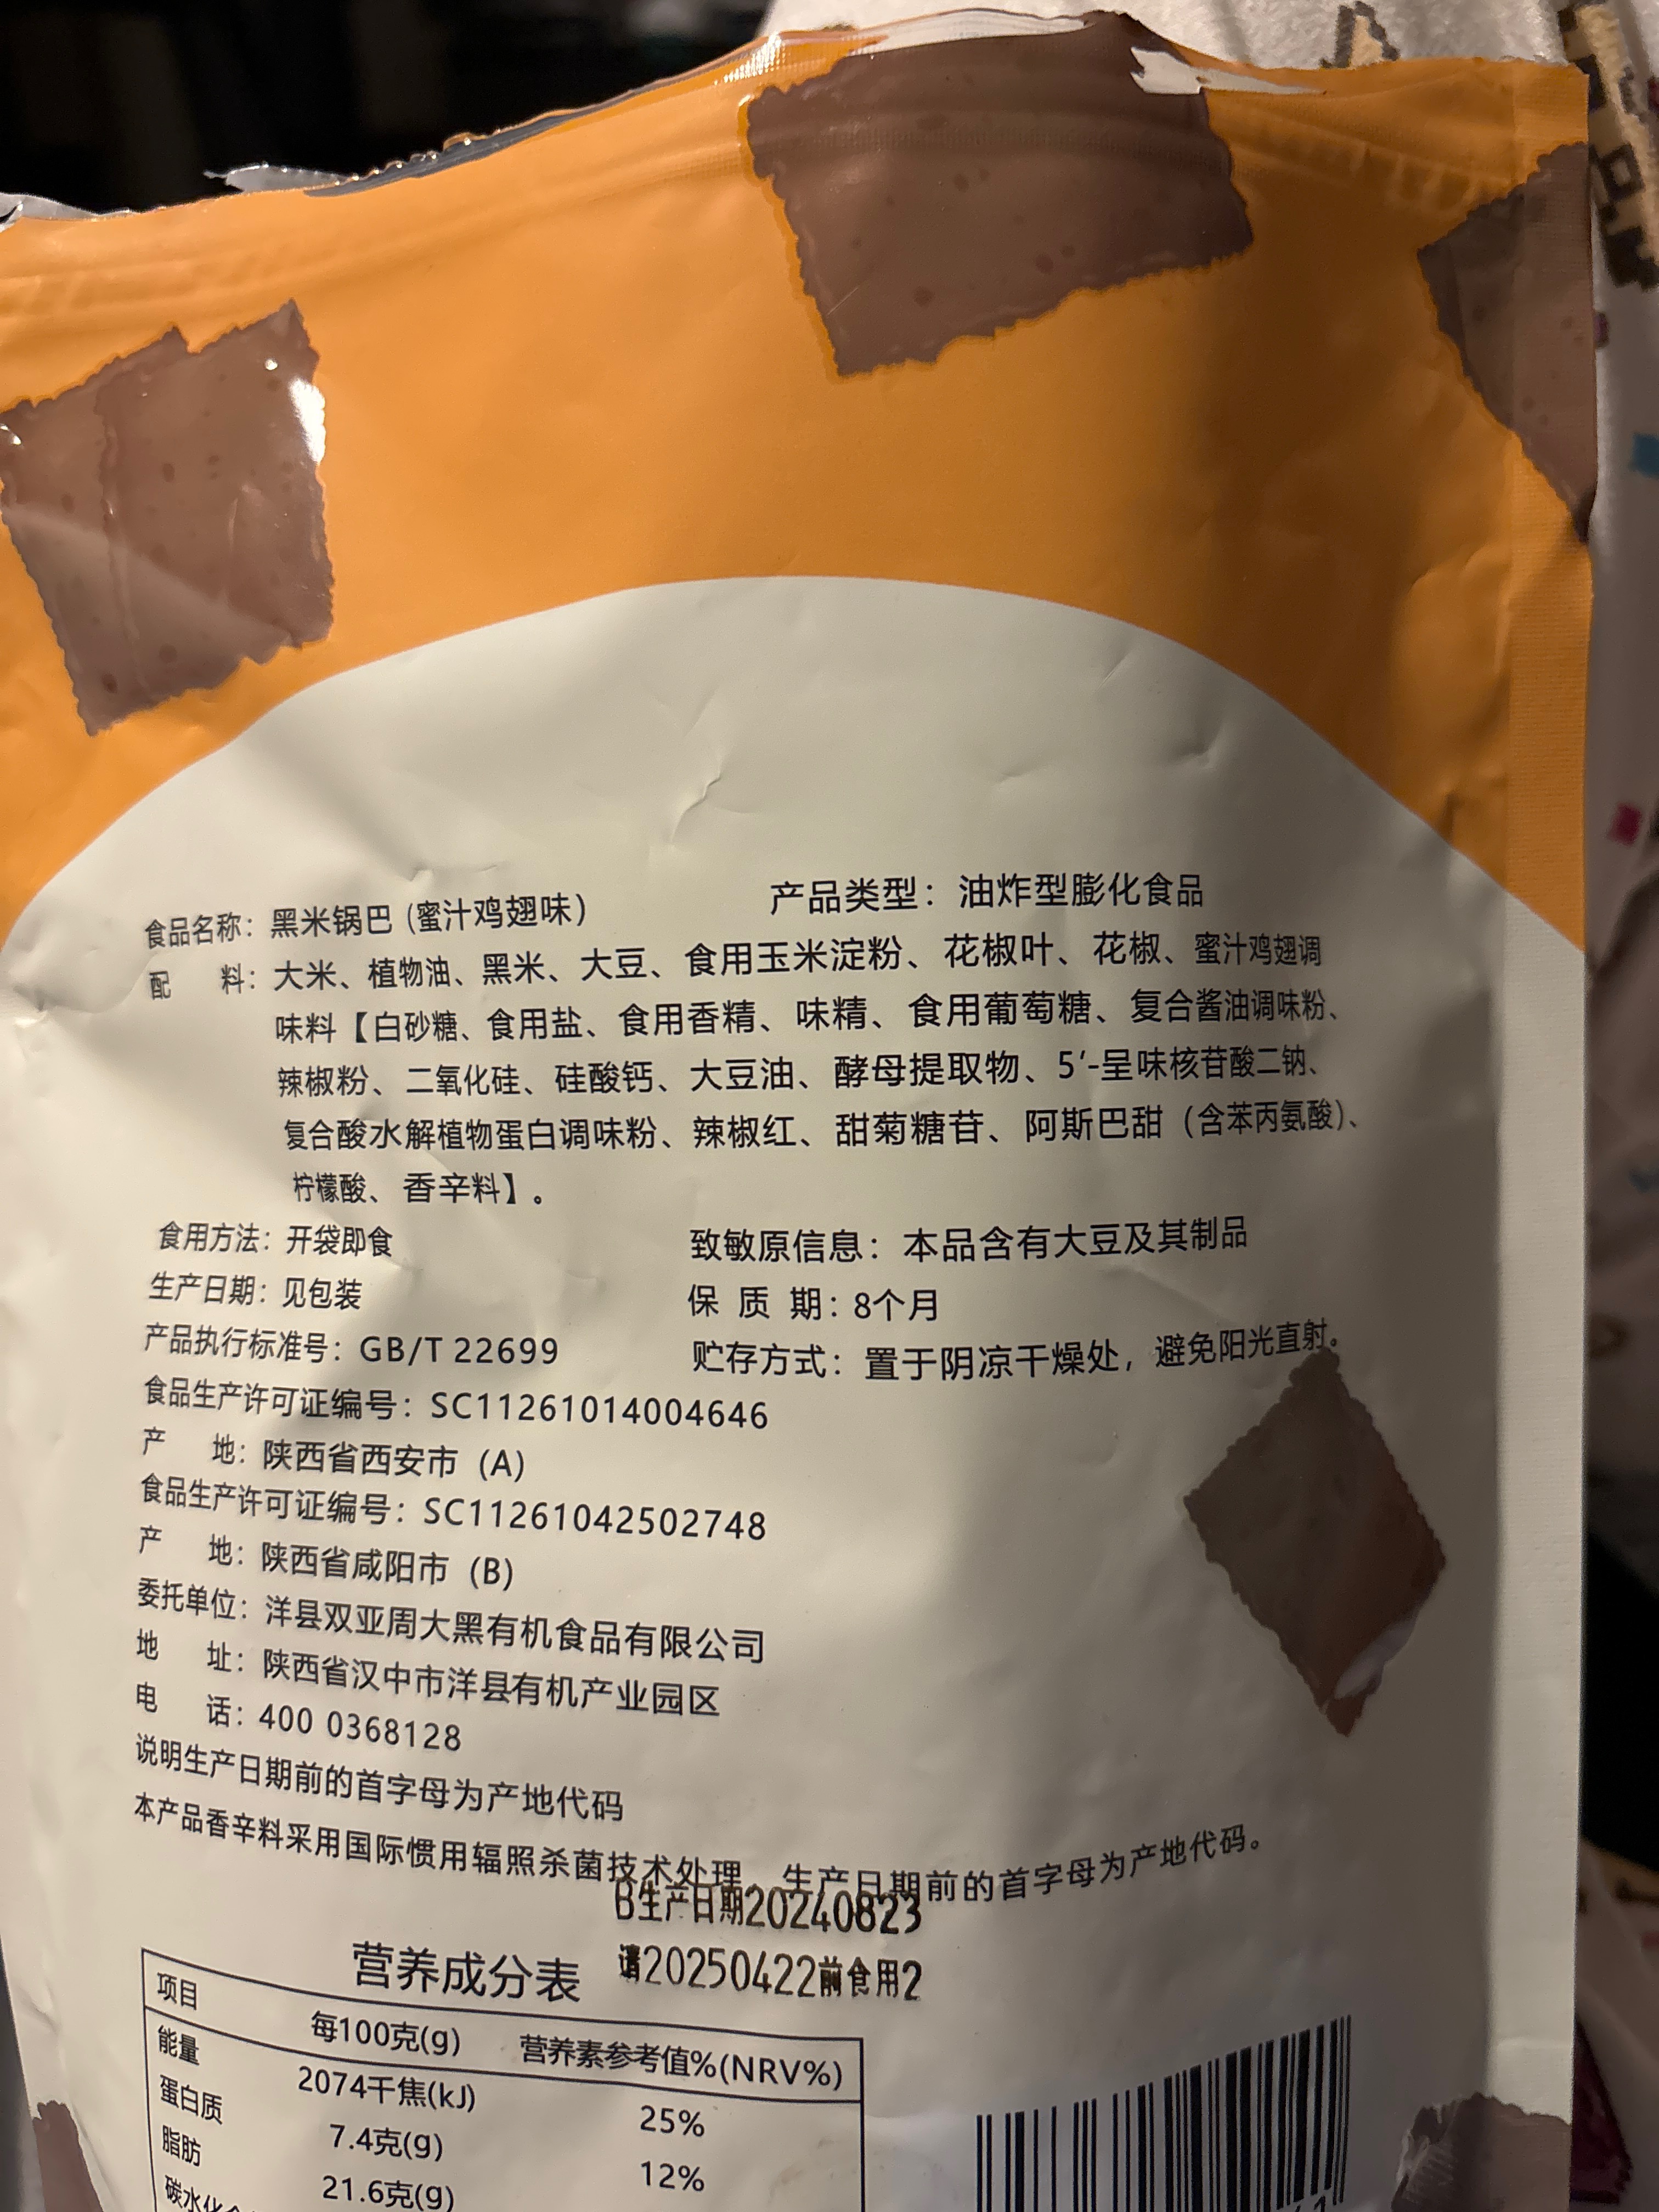 食品名称：黑米锅巴 (蜜汁鸡翅味)
产品类型：油炸型膨化食品
配 料：大米、植物油、黑米、大豆、食用玉米淀粉、花椒叶、花椒、蜜汁鸡翅调
味料【白砂糖、食用盐、食用香精、味精、食用葡萄糖、复合酱油调味粉、
辣椒粉、二氧化硅、硅酸钙、大豆油、酵母提取物、5′-呈味核苷酸二钠、
复合酸水解植物蛋白调味粉、辣椒红、甜菊糖苷、阿斯巴甜（含苯丙氨酸）、
柠檬酸、香辛料】。
食用方法：开袋即食
致敏原信息：本品含有大豆及其制品
生产日期：见包装
保 质 期：8个月
产品执行标准号：GB/T 22699
贮存方式：置于阴凉干燥处，避免阳光直射。
食品生产许可证编号：SC11261014004646
产 地：陕西省西安市 (A)
食品生产许可证编号：SC11261042502748
产 地：陕西省咸阳市 (B)
委托单位：洋县双亚周大黑有机食品有限公司
地 址：陕西省汉中市洋县有机产业园区
电 话：400 0368128
说明生产日期前的首字母为产地代码
本产品香辛料采用国际惯用辐照杀菌技术处理，生产日期前的首字母为产地代码。
B生产日期20240823
请20250422前食用2
营养成分表
项目 每100克(g) 营养素参考值%(NRV%)
能量 2074千焦(kJ) 25%
蛋白质 7.4克(g) 12%
脂肪 21.6克(g)
碳水化合